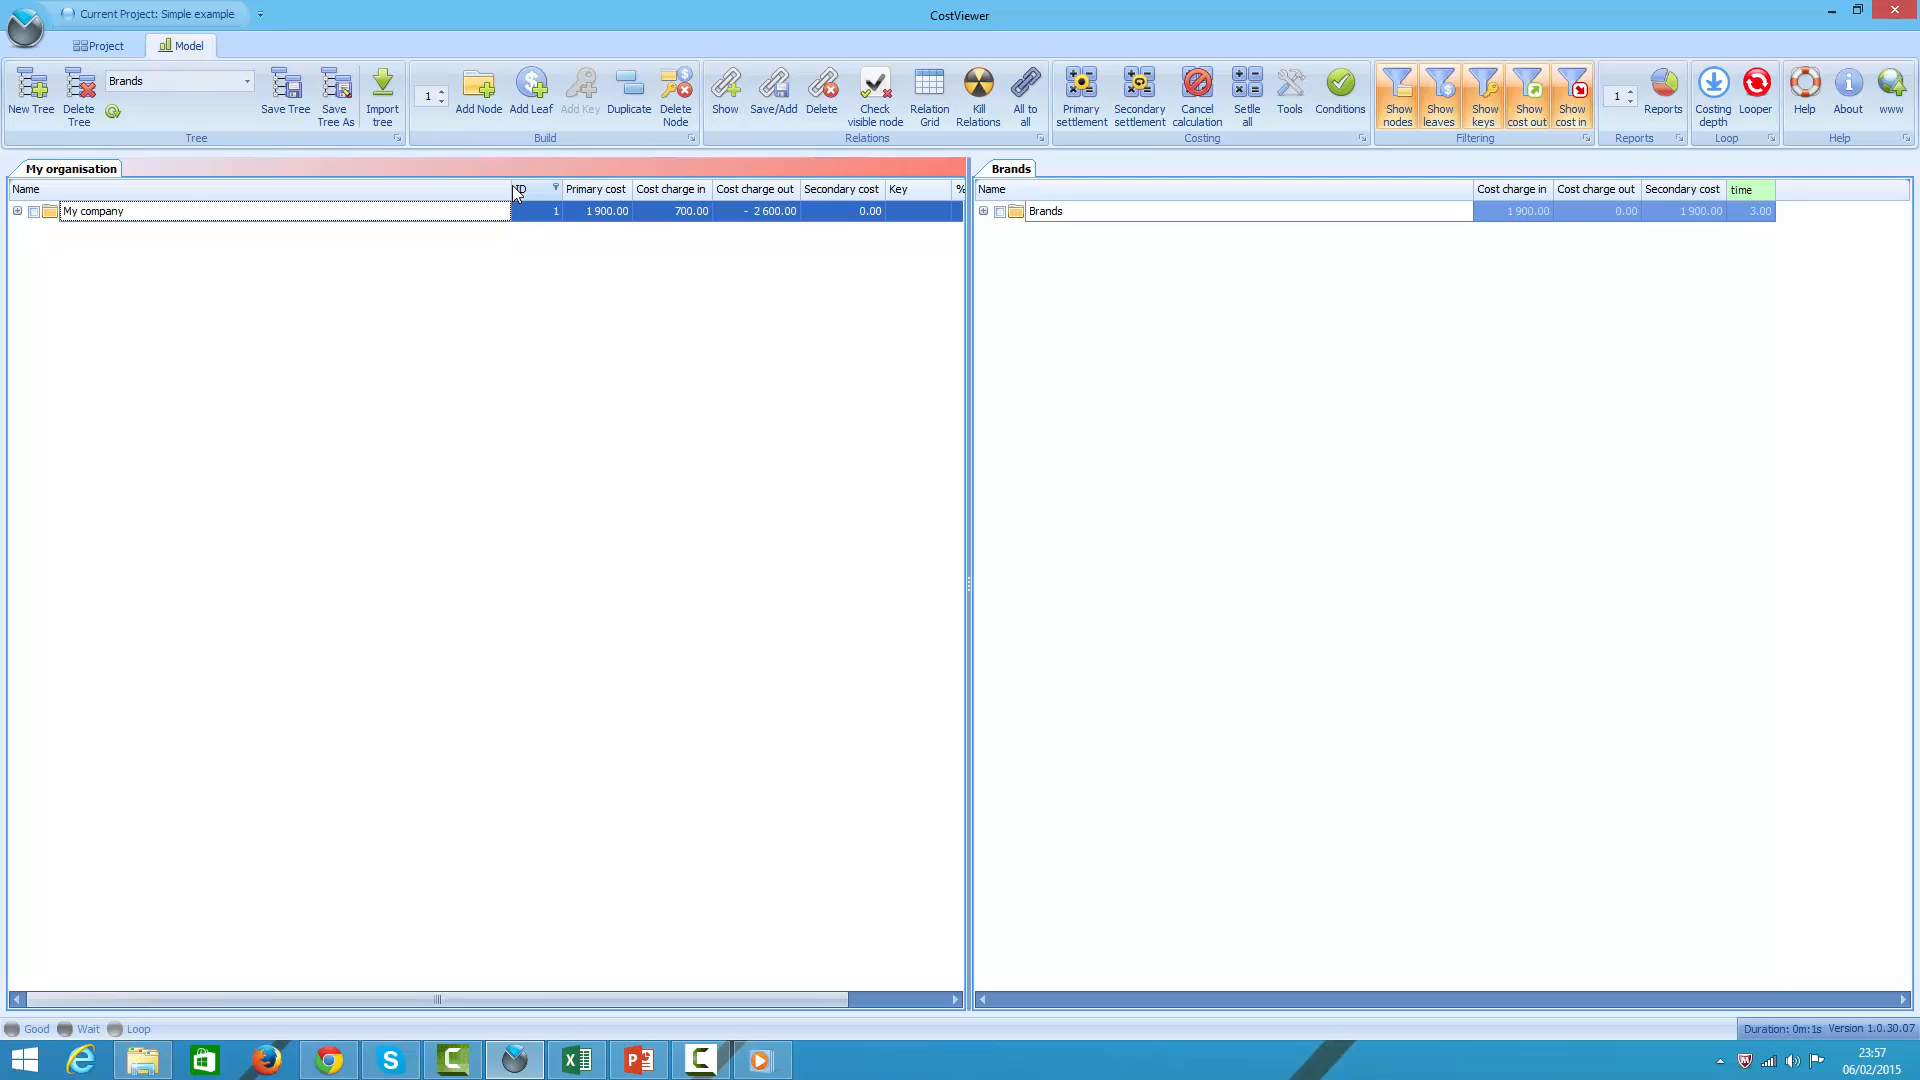 Current Project: Simple example
CostViewer
Project
Model
New Tree
Delete Tree
Brands
Save Tree
Save Tree As
Import tree
Tree
1
Add Node
Add Leaf
Add Key
Duplicate
Delete Node
Build
Show
Save/Add
Delete
Check visible node
Relation Grid
Kill Relations
All to all
Relations
Primary settlement
Secondary settlement
Cancel calculation
Setlle all
Tools
Conditions
Costing
Show nodes
Show leaves
Show keys
Show cost out
Show cost in
Filtering
1
Reports
Reports
Costing depth
Looper
Loop
Help
About
www
Help
My organisation
Name ID Primary cost Cost charge in Cost charge out Secondary cost Key %
My company 1 1 900.00 700.00 - 2 600.00 0.00
Brands
Name Cost charge in Cost charge out Secondary cost time
Brands 1 900.00 0.00 1 900.00 3.00
Good Wait Loop
Duration: 0m:1s Version 1.0.30.07
23:57
06/02/2015